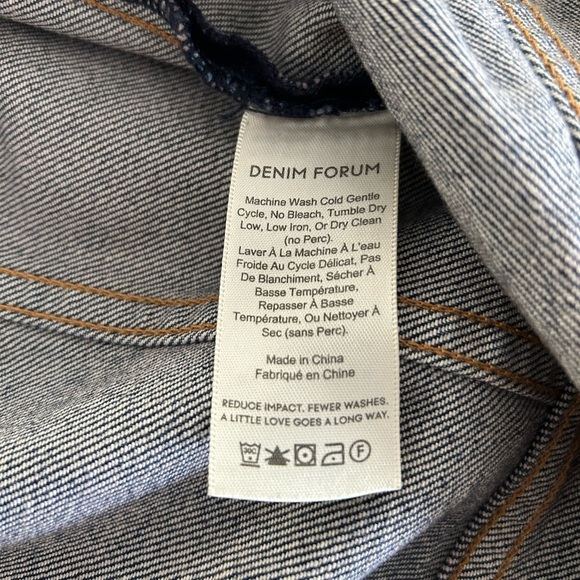 DENIM FORUM
Machine Wash Cold Gentle
Cycle, No Bleach, Tumble Dry
Low, Low Iron, Or Dry Clean
(no Perc).
Laver À La Machine À L'eau
Froide Au Cycle Délicat, Pas
De Blanchiment, Sécher À
Basse Température,
Repasser À Basse
Température, Ou Nettoyer À
Sec (sans Perc).
Made in China
Fabriqué en Chine
REDUCE IMPACT. FEWER WASHES.
A LITTLE LOVE GOES A LONG WAY.
30C F